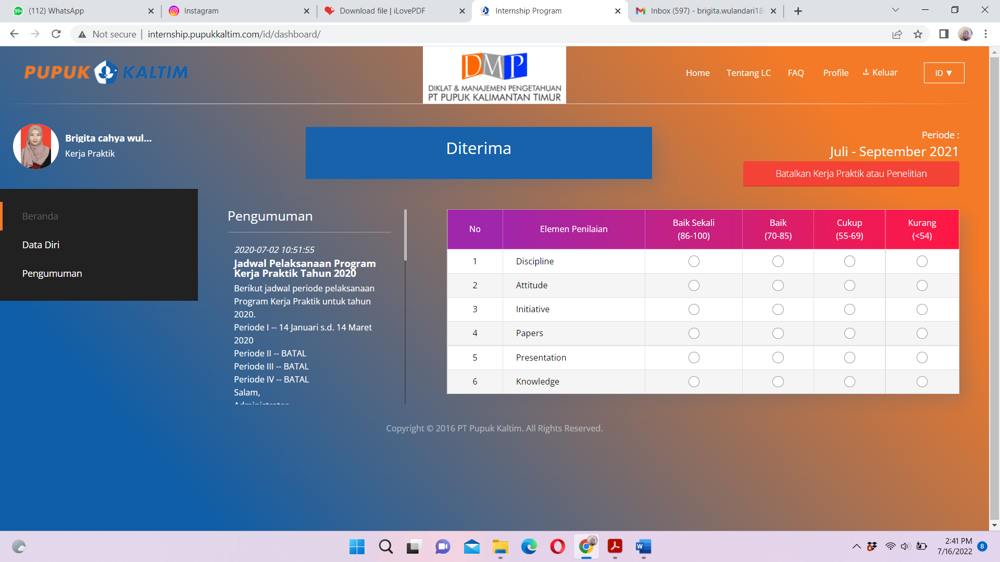 (112) WhatsApp
Instagram
Download file | iLovePDF
Internship Program
Inbox (597) - brigita.wulandari18
Not secure | internship.pupukkaltim.com/id/dashboard/
PUPUK KALTIM
DMP
DIKLAT & MANAJEMEN PENGETAHUAN
PT PUPUK KALIMANTAN TIMUR
Home Tentang LC FAQ Profile Keluar ID ▼
Brigita cahya wul...
Kerja Praktik
Diterima
Periode :
Juli - September 2021
Batalkan Kerja Praktik atau Penelitian
Beranda
Data Diri
Pengumuman
Pengumuman
2020-07-02 10:51:55
Jadwal Pelaksanaan Program
Kerja Praktik Tahun 2020
Berikut jadwal periode pelaksanaan
Program Kerja Praktik untuk tahun
2020.
Periode I -- 14 Januari s.d. 14 Maret
2020
Periode II -- BATAL
Periode III -- BATAL
Periode IV -- BATAL
Salam,
Administrator
No Elemen Penilaian Baik Sekali (86-100) Baik (70-85) Cukup (55-69) Kurang (<54)
1 Discipline
2 Attitude
3 Initiative
4 Papers
5 Presentation
6 Knowledge
Copyright © 2016 PT Pupuk Kaltim. All Rights Reserved.
2:41 PM
7/16/2022
8